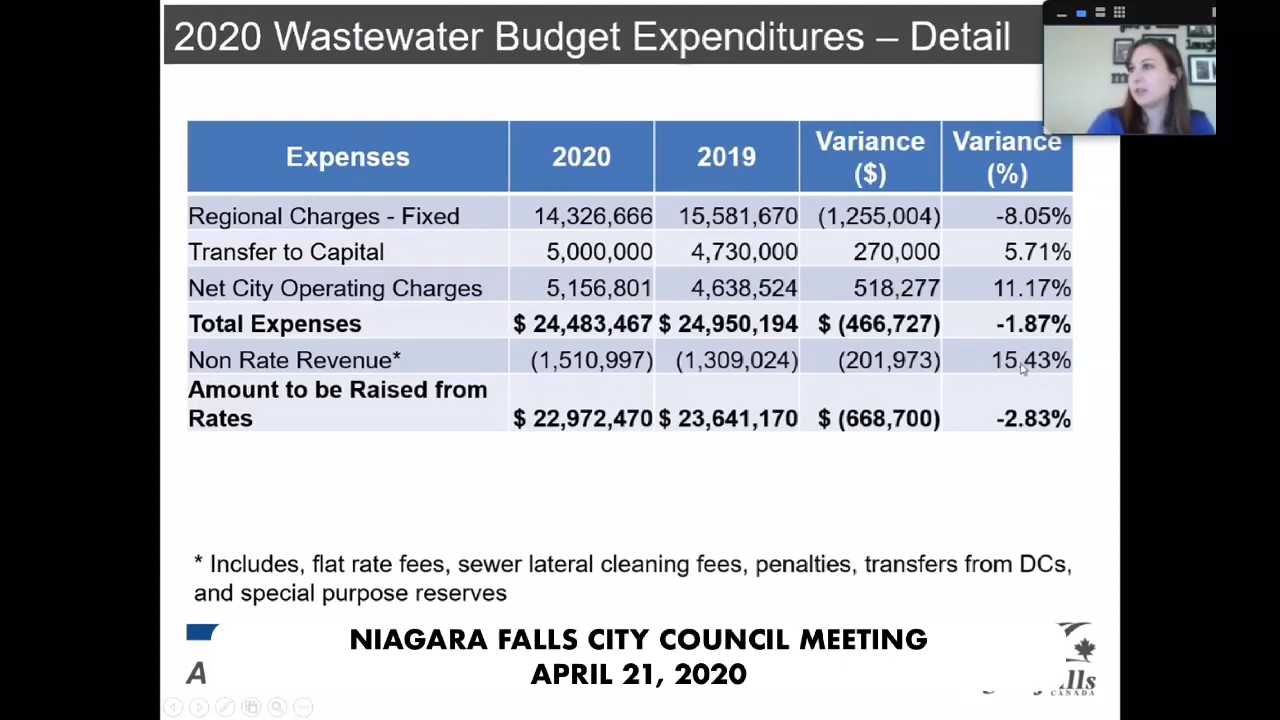 2020 Wastewater Budget Expenditures – Detail
Expenses 2020 2019 Variance ($) Variance (%)
Regional Charges - Fixed 14,326,666 15,581,670 (1,255,004) -8.05%
Transfer to Capital 5,000,000 4,730,000 270,000 5.71%
Net City Operating Charges 5,156,801 4,638,524 518,277 11.17%
Total Expenses $ 24,483,467 $ 24,950,194 $ (466,727) -1.87%
Non Rate Revenue* (1,510,997) (1,309,024) (201,973) 15.43%
Amount to be Raised from
Rates $ 22,972,470 $ 23,641,170 $ (668,700) -2.83%
* Includes, flat rate fees, sewer lateral cleaning fees, penalties, transfers from DCs,
and special purpose reserves
NIAGARA FALLS CITY COUNCIL MEETING
APRIL 21, 2020
A
lls
CANADA